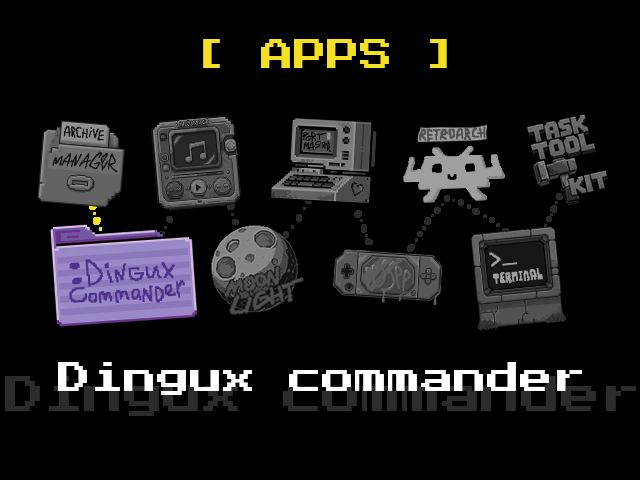 [ APPS ]
ARCHIVE
MANAGER
PORT
MASTER
RETROARCH
TASK
TOOL
KIT
DINGUX
COMMANDER
MOON
LIGHT
>_
TERMINAL
Dingux commander
Dingux commander